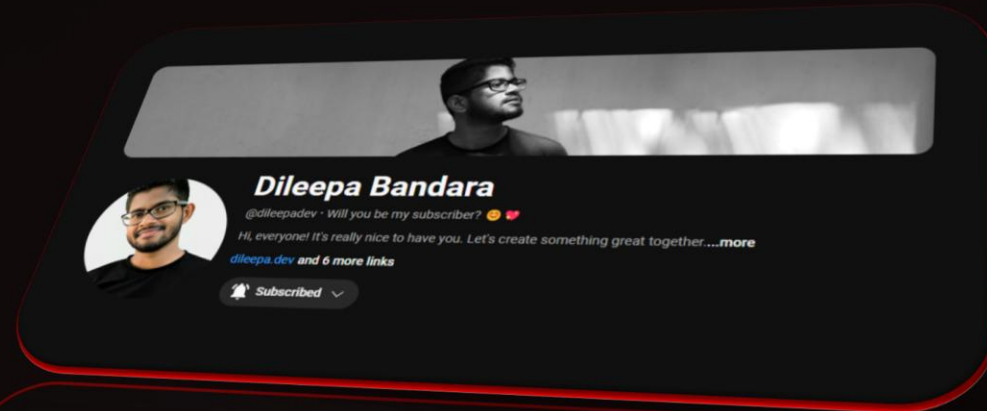 Dileepa Bandara
@dileepadev · Will you be my subscriber? 😊 💖
Hi, everyone! It's really nice to have you. Let's create something great together....more
dileepa.dev and 6 more links
Subscribed